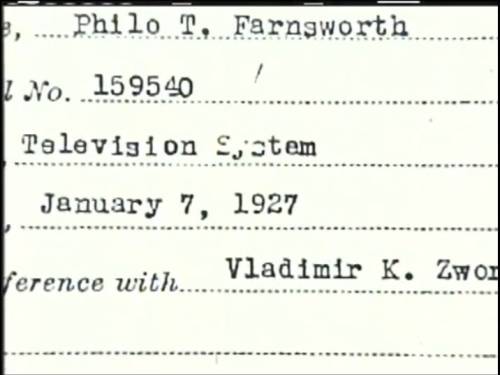 e, Philo T. Farnsworth
l No. 159540
Television System
January 7, 1927
ference with Vladimir K. Zwor